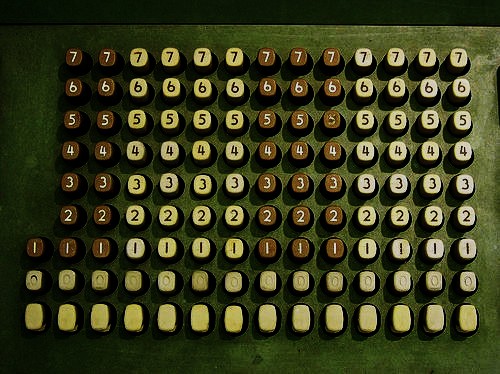 7 7 7 7 7 7 7 7 7 7 7 7 7
6 6 6 6 6 6 6 6 6 6 6 6 6
5 5 5 5 5 5 5 5 5 5 5 5 5
4 4 4 4 4 4 4 4 4 4 4 4 4
3 3 3 3 3 3 3 3 3 3 3 3 3
2 2 2 2 2 2 2 2 2 2 2 2 2
1 1 1 1 1 1 1 1 1 1 1 1 1 1
0 0 0 0 0 0 0 0 0 0 0 0 0 0